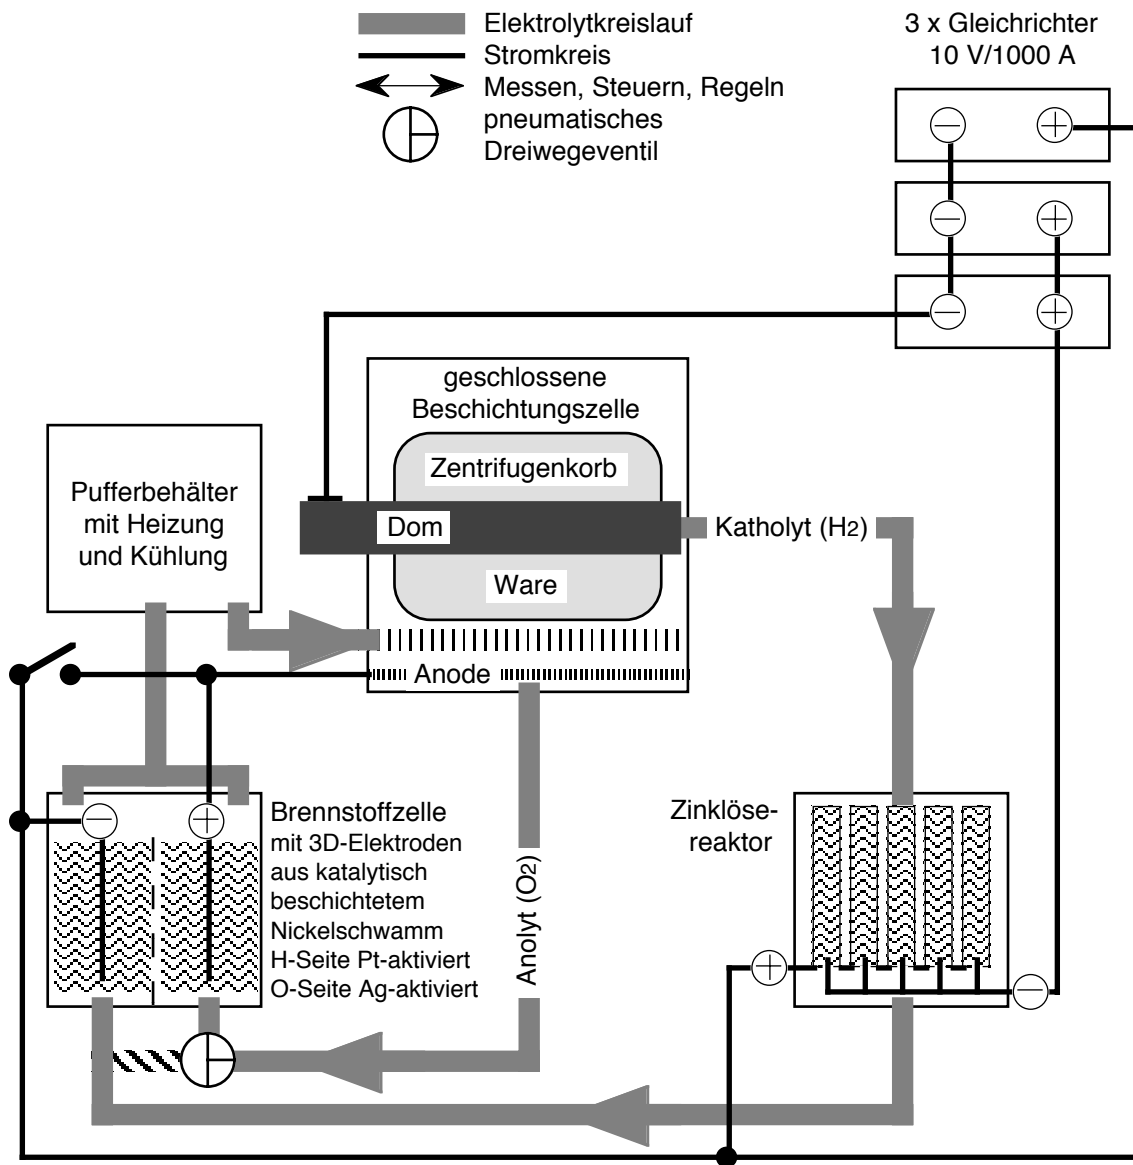 Elektrolytkreislauf
Stromkreis
Messen, Steuern, Regeln
pneumatisches
Dreiwegeventil
3 x Gleichrichter
10 V/1000 A
− +
− +
− +
geschlossene
Beschichtungszelle
Zentrifugenkorb
Dom
Ware
Anode
Pufferbehälter
mit Heizung
und Kühlung
Katholyt (H2)
Anolyt (O2)
− +
Brennstoffzelle
mit 3D-Elektroden
aus katalytisch
beschichtetem
Nickelschwamm
H-Seite Pt-aktiviert
O-Seite Ag-aktiviert
Zinklöse-
reaktor
+ −